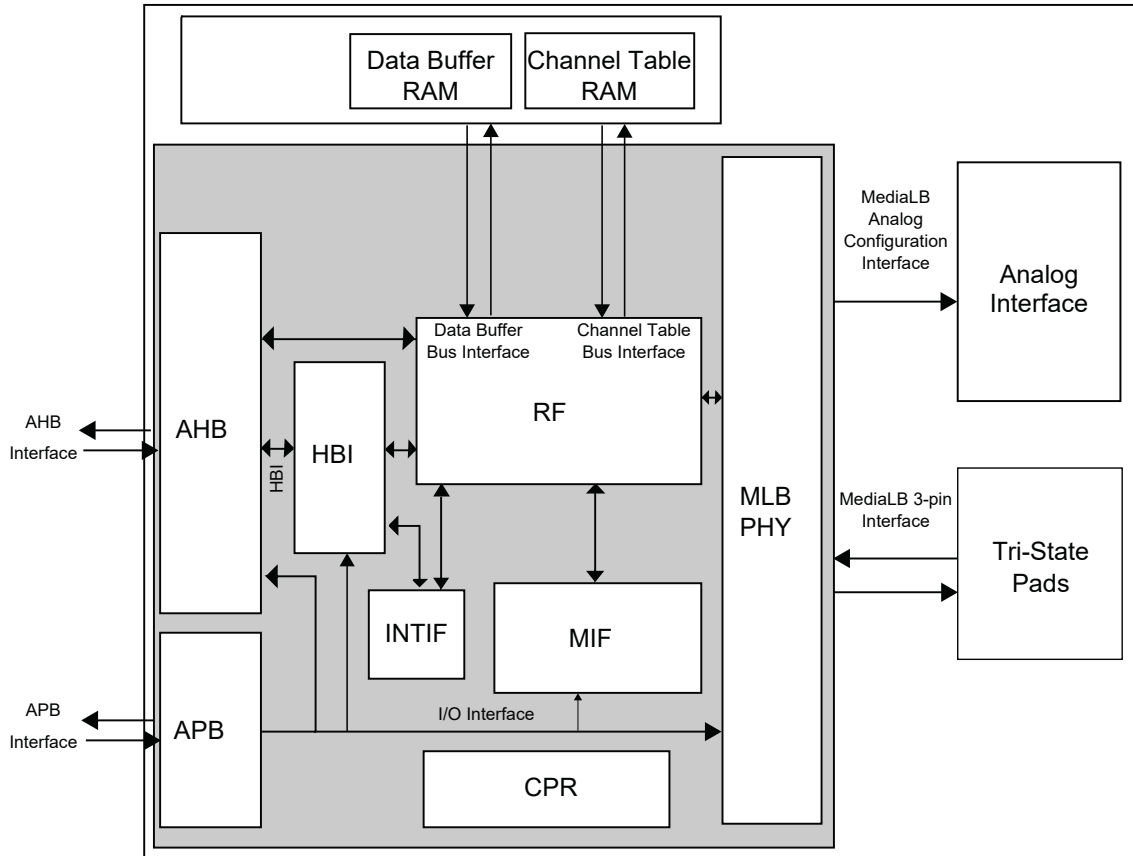 Data Buffer
RAM
Channel Table
RAM
MediaLB
Analog
Configuration
Interface
Analog
Interface
Data Buffer
Bus Interface
Channel Table
Bus Interface
RF
AHB
Interface
AHB
HBI
HBI
MLB
PHY
MediaLB 3-pin
Interface
Tri-State
Pads
INTIF
MIF
APB
Interface
APB
I/O Interface
CPR